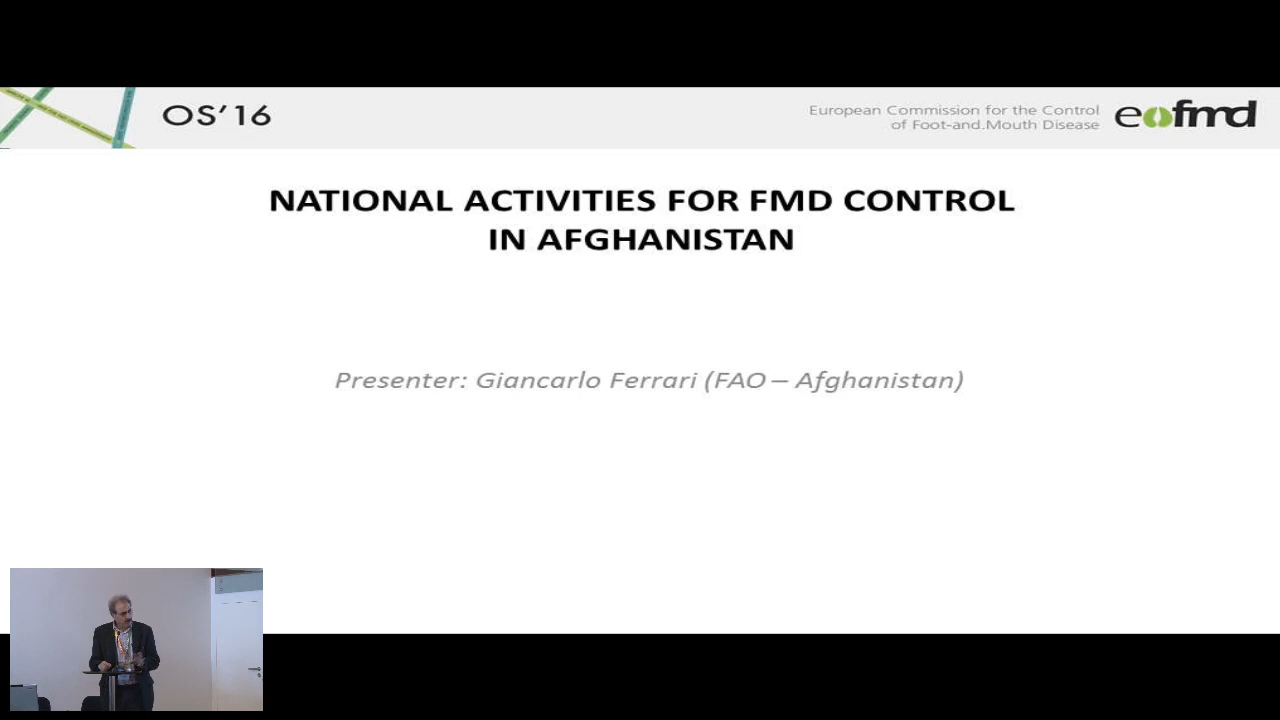 OS'16
European Commission for the Control
of Foot-and.Mouth Disease
eofmd
NATIONAL ACTIVITIES FOR FMD CONTROL
IN AFGHANISTAN
Presenter: Giancarlo Ferrari (FAO – Afghanistan)